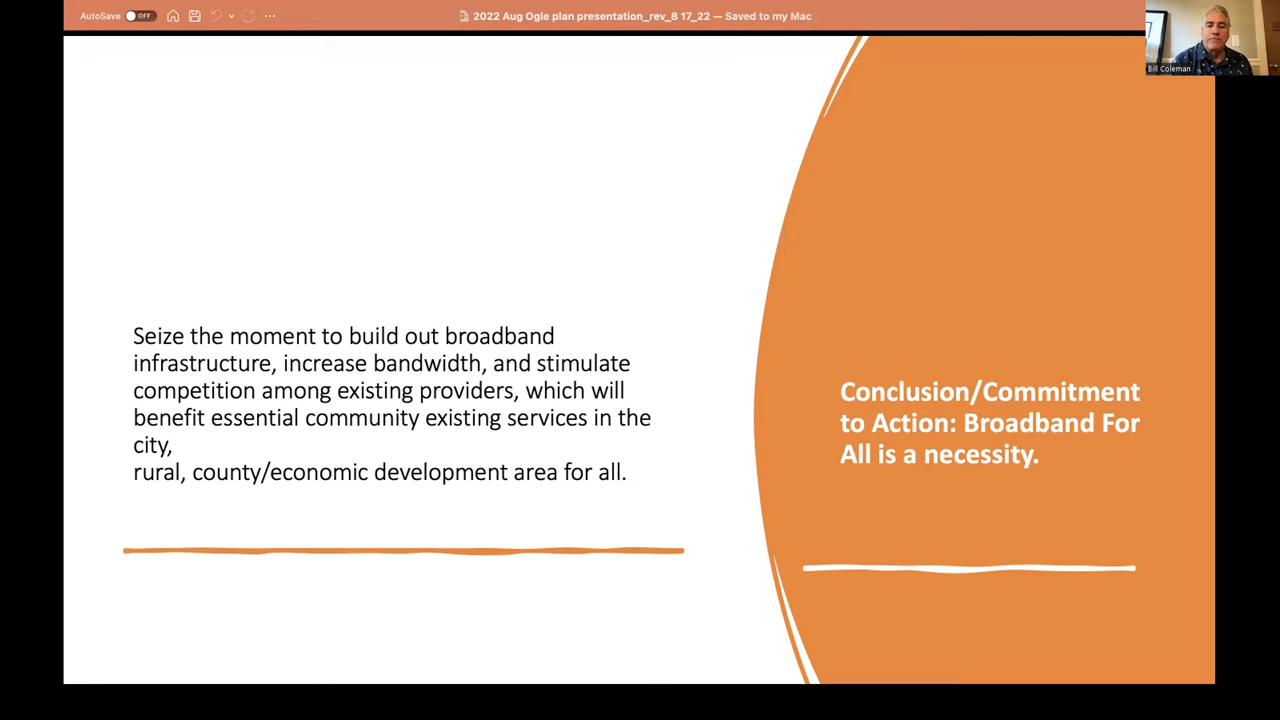 AutoSave OFF
2022 Aug Ogle plan presentation_rev_8 17_22 — Saved to my Mac
Bill Coleman
Seize the moment to build out broadband
infrastructure, increase bandwidth, and stimulate
competition among existing providers, which will
benefit essential community existing services in the
city,
rural, county/economic development area for all.
Conclusion/Commitment
to Action: Broadband For
All is a necessity.